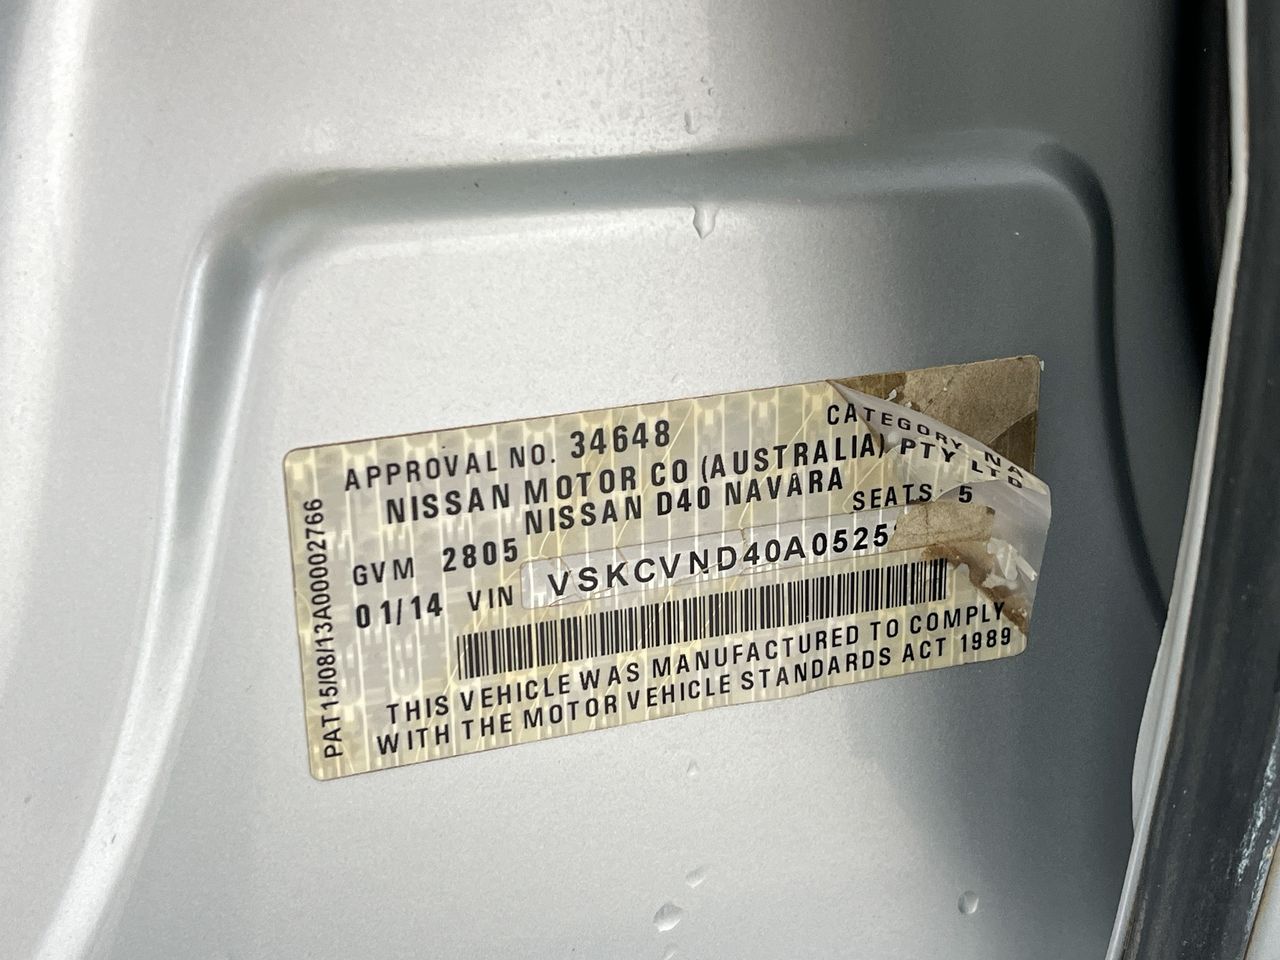 APPROVAL NO. 34648 CATEGORY NA
NISSAN MOTOR CO (AUSTRALIA) PTY LTD
NISSAN D40 NAVARA
GVM 2805 SEATS 5
01/14 VIN VSKCVND40A0525
THIS VEHICLE WAS MANUFACTURED TO COMPLY
WITH THE MOTOR VEHICLE STANDARDS ACT 1989
PAT15/08/13A00002766